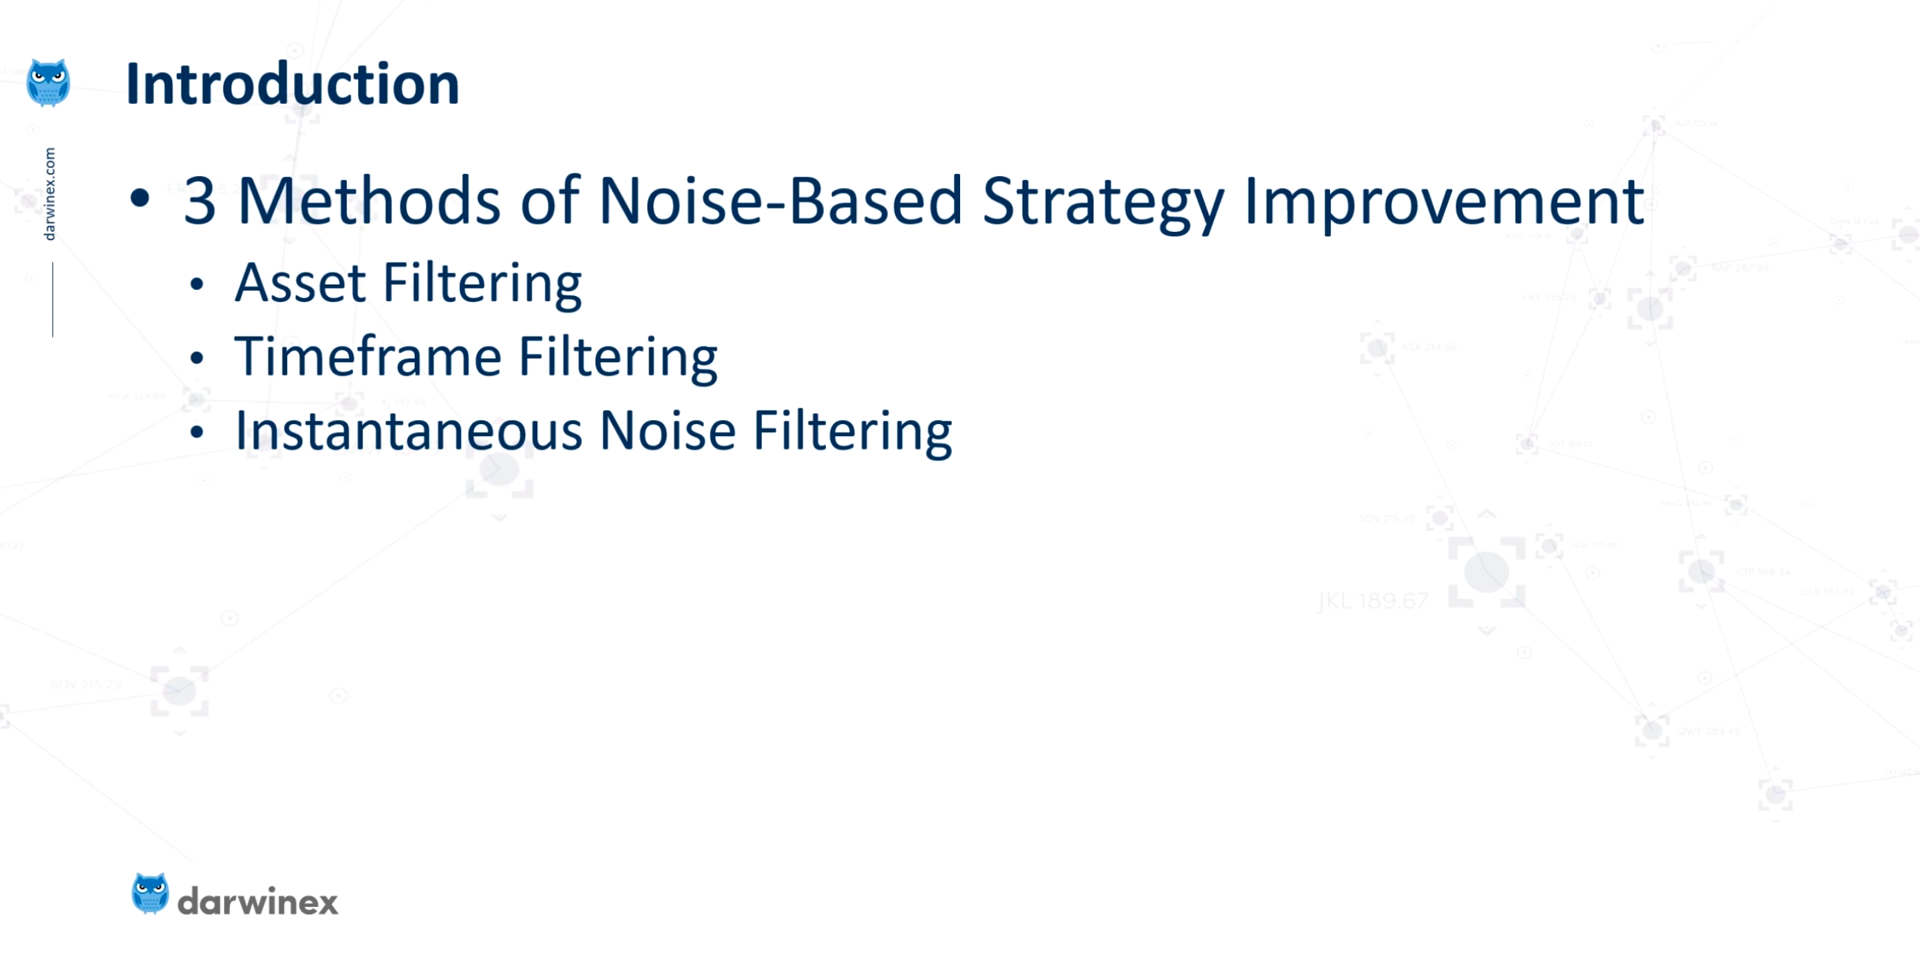 Introduction
darwinex.com
• 3 Methods of Noise-Based Strategy Improvement
• Asset Filtering
• Timeframe Filtering
• Instantaneous Noise Filtering
JKL 189.67
darwinex